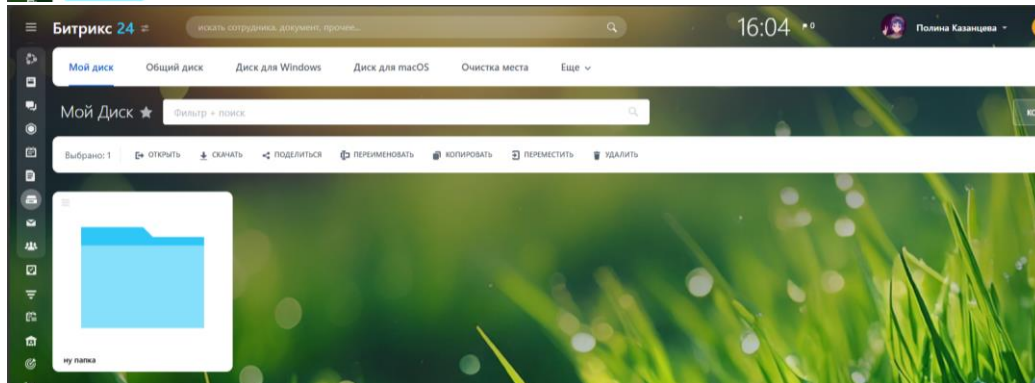 Битрикс 24
искать сотрудника, документ, прочее...
16:04
0
Полина Казанцева
Мой диск Общий диск Диск для Windows Диск для macOS Очистка места Еще
Мой Диск
Фильтр + поиск
Выбрано: 1 ОТКРЫТЬ СКАЧАТЬ ПОДЕЛИТЬСЯ ПЕРЕИМЕНОВАТЬ КОПИРОВАТЬ ПЕРЕМЕСТИТЬ УДАЛИТЬ
ну папка